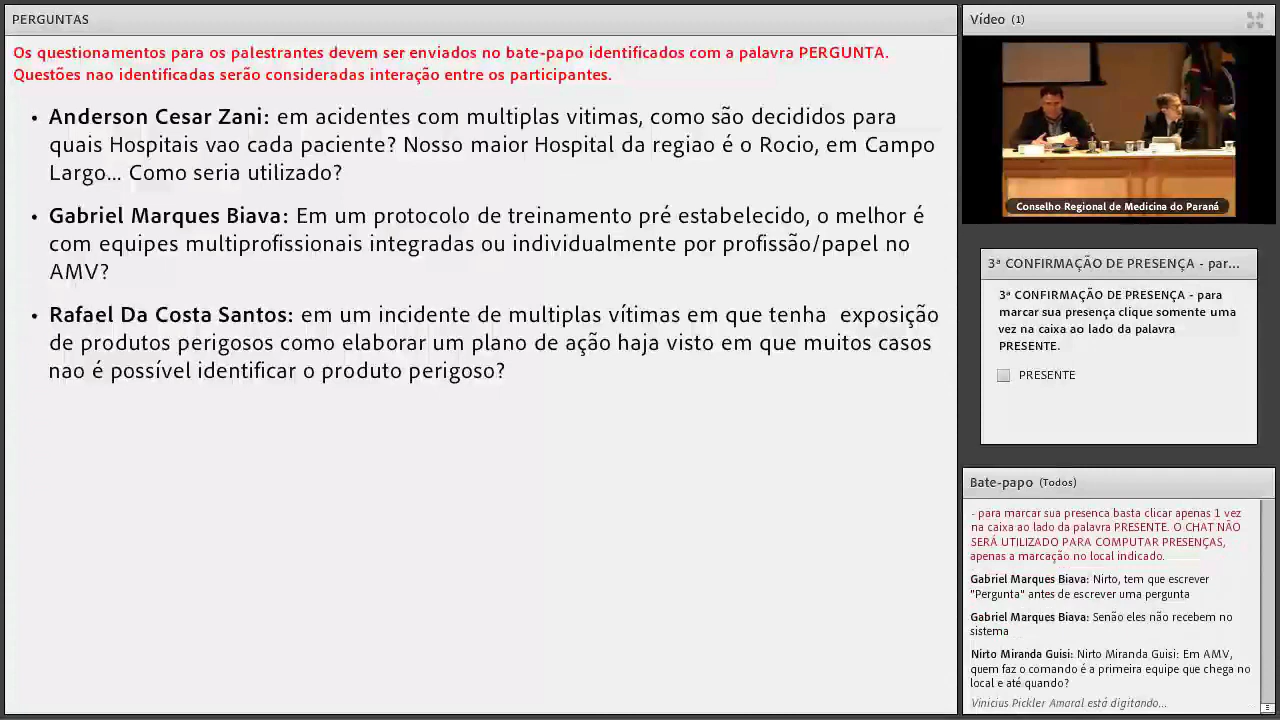 PERGUNTAS
Os questionamentos para os palestrantes devem ser enviados no bate-papo identificados com a palavra PERGUNTA.
Questões nao identificadas serão consideradas interação entre os participantes.
• Anderson Cesar Zani: em acidentes com multiplas vitimas, como são decididos para
quais Hospitais vao cada paciente? Nosso maior Hospital da regiao é o Rocio, em Campo
Largo... Como seria utilizado?
• Gabriel Marques Biava: Em um protocolo de treinamento pré estabelecido, o melhor é
com equipes multiprofissionais integradas ou individualmente por profissão/papel no
AMV?
• Rafael Da Costa Santos: em um incidente de multiplas vítimas em que tenha  exposição
de produtos perigosos como elaborar um plano de ação haja visto em que muitos casos
nao é possível identificar o produto perigoso?
Vídeo (1)
Conselho Regional de Medicina do Paraná
3ª CONFIRMAÇÃO DE PRESENÇA - par...
3ª CONFIRMAÇÃO DE PRESENÇA - para
marcar sua presença clique somente uma
vez na caixa ao lado da palavra
PRESENTE.
PRESENTE
Bate-papo (Todos)
- para marcar sua presenca basta clicar apenas 1 vez
na caixa ao lado da palavra PRESENTE. O CHAT NÃO
SERÁ UTILIZADO PARA COMPUTAR PRESENÇAS,
apenas a marcação no local indicado.
Gabriel Marques Biava: Nirto, tem que escrever
"Pergunta" antes de escrever uma pergunta
Gabriel Marques Biava: Senão eles não recebem no
sistema
Nirto Miranda Guisi: Nirto Miranda Guisi: Em AMV,
quem faz o comando é a primeira equipe que chega no
local e até quando?
Vinicius Pickler Amaral está digitando...